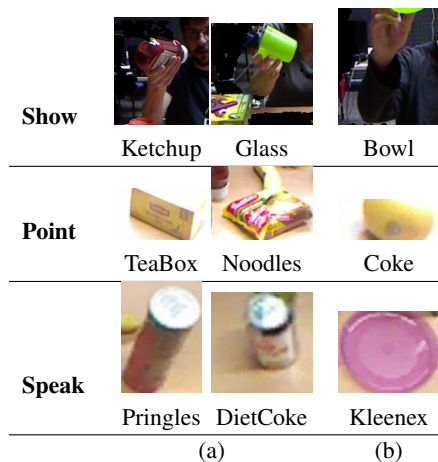 Show
Ketchup Glass Bowl
Point
TeaBox Noodles Coke
Speak
Pringles DietCoke Kleenex
(a) (b)